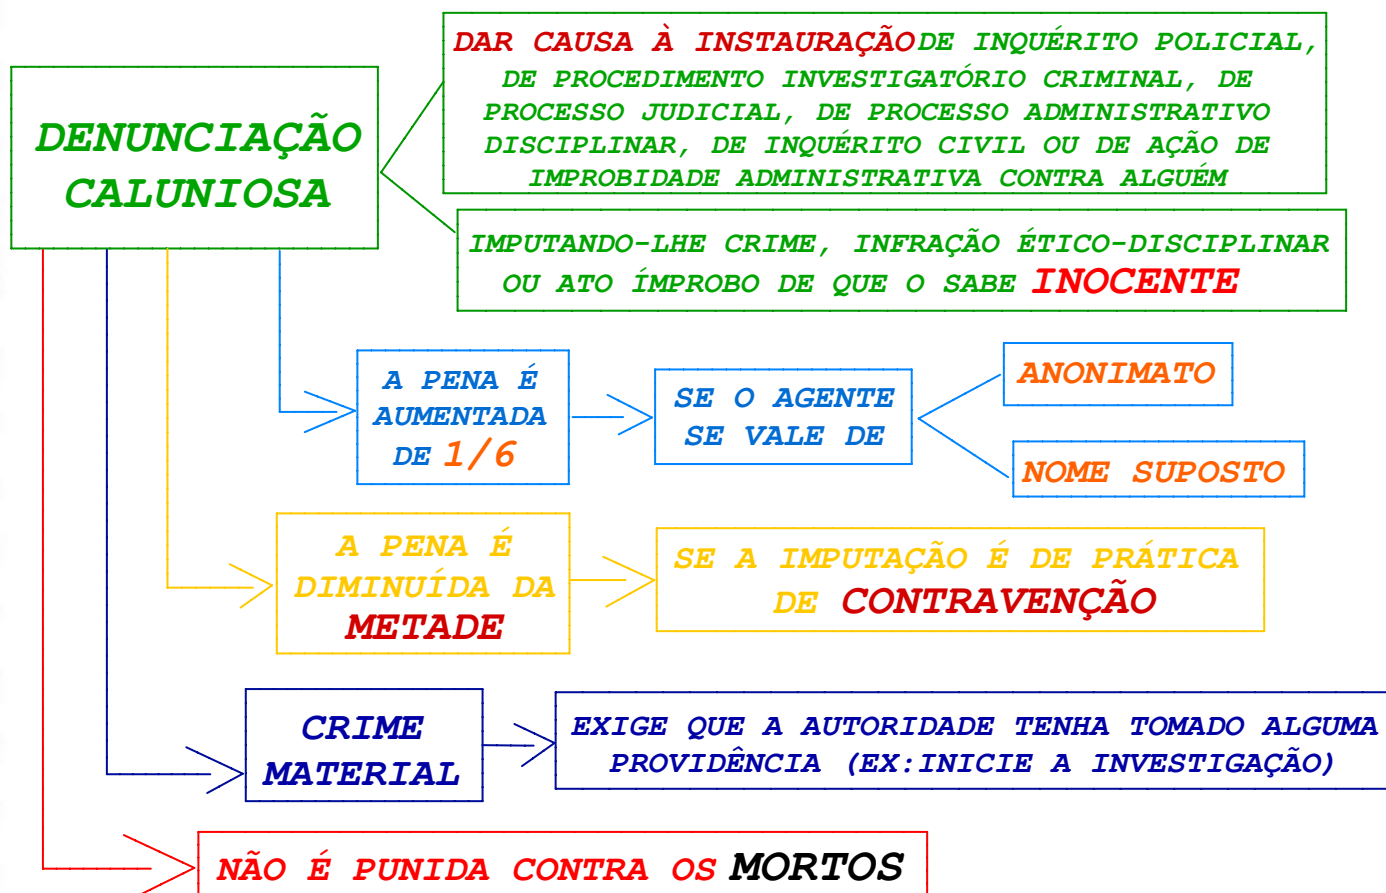 DENUNCIAÇÃO
CALUNIOSA
DAR CAUSA À INSTAURAÇÃO DE INQUÉRITO POLICIAL,
DE PROCEDIMENTO INVESTIGATÓRIO CRIMINAL, DE
PROCESSO JUDICIAL, DE PROCESSO ADMINISTRATIVO
DISCIPLINAR, DE INQUÉRITO CIVIL OU DE AÇÃO DE
IMPROBIDADE ADMINISTRATIVA CONTRA ALGUÉM
IMPUTANDO-LHE CRIME, INFRAÇÃO ÉTICO-DISCIPLINAR
OU ATO ÍMPROBO DE QUE O SABE INOCENTE
A PENA É
AUMENTADA
DE 1/6
SE O AGENTE
SE VALE DE
ANONIMATO
NOME SUPOSTO
A PENA É
DIMINUÍDA DA
METADE
SE A IMPUTAÇÃO É DE PRÁTICA
DE CONTRAVENÇÃO
CRIME
MATERIAL
EXIGE QUE A AUTORIDADE TENHA TOMADO ALGUMA
PROVIDÊNCIA (EX:INICIE A INVESTIGAÇÃO)
NÃO É PUNIDA CONTRA OS MORTOS